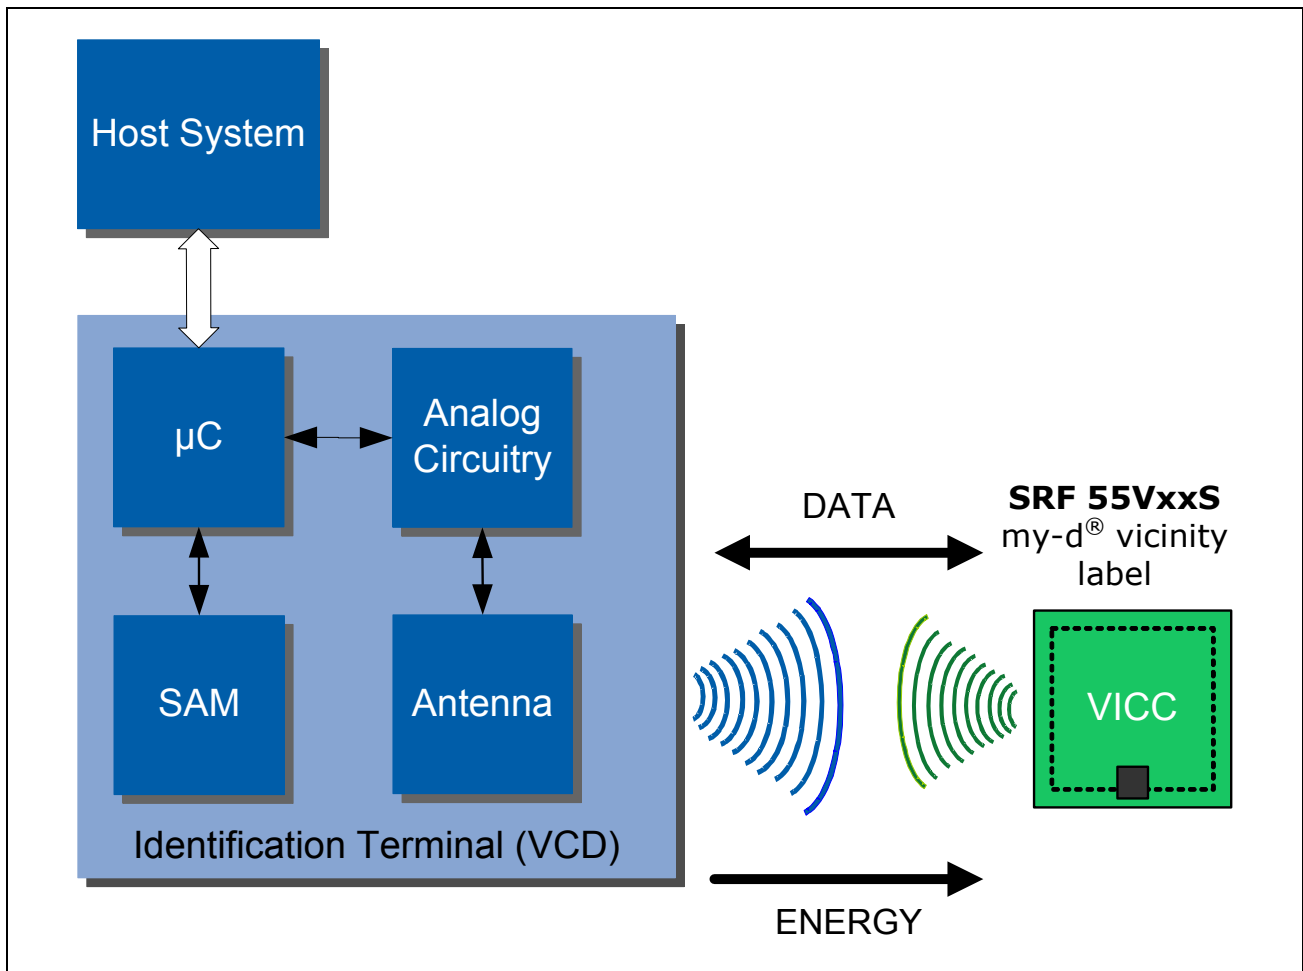 Host System
µC
Analog
Circuitry
SAM
Antenna
Identification Terminal (VCD)
DATA
SRF 55VxxS
my-d® vicinity
label
VICC
ENERGY